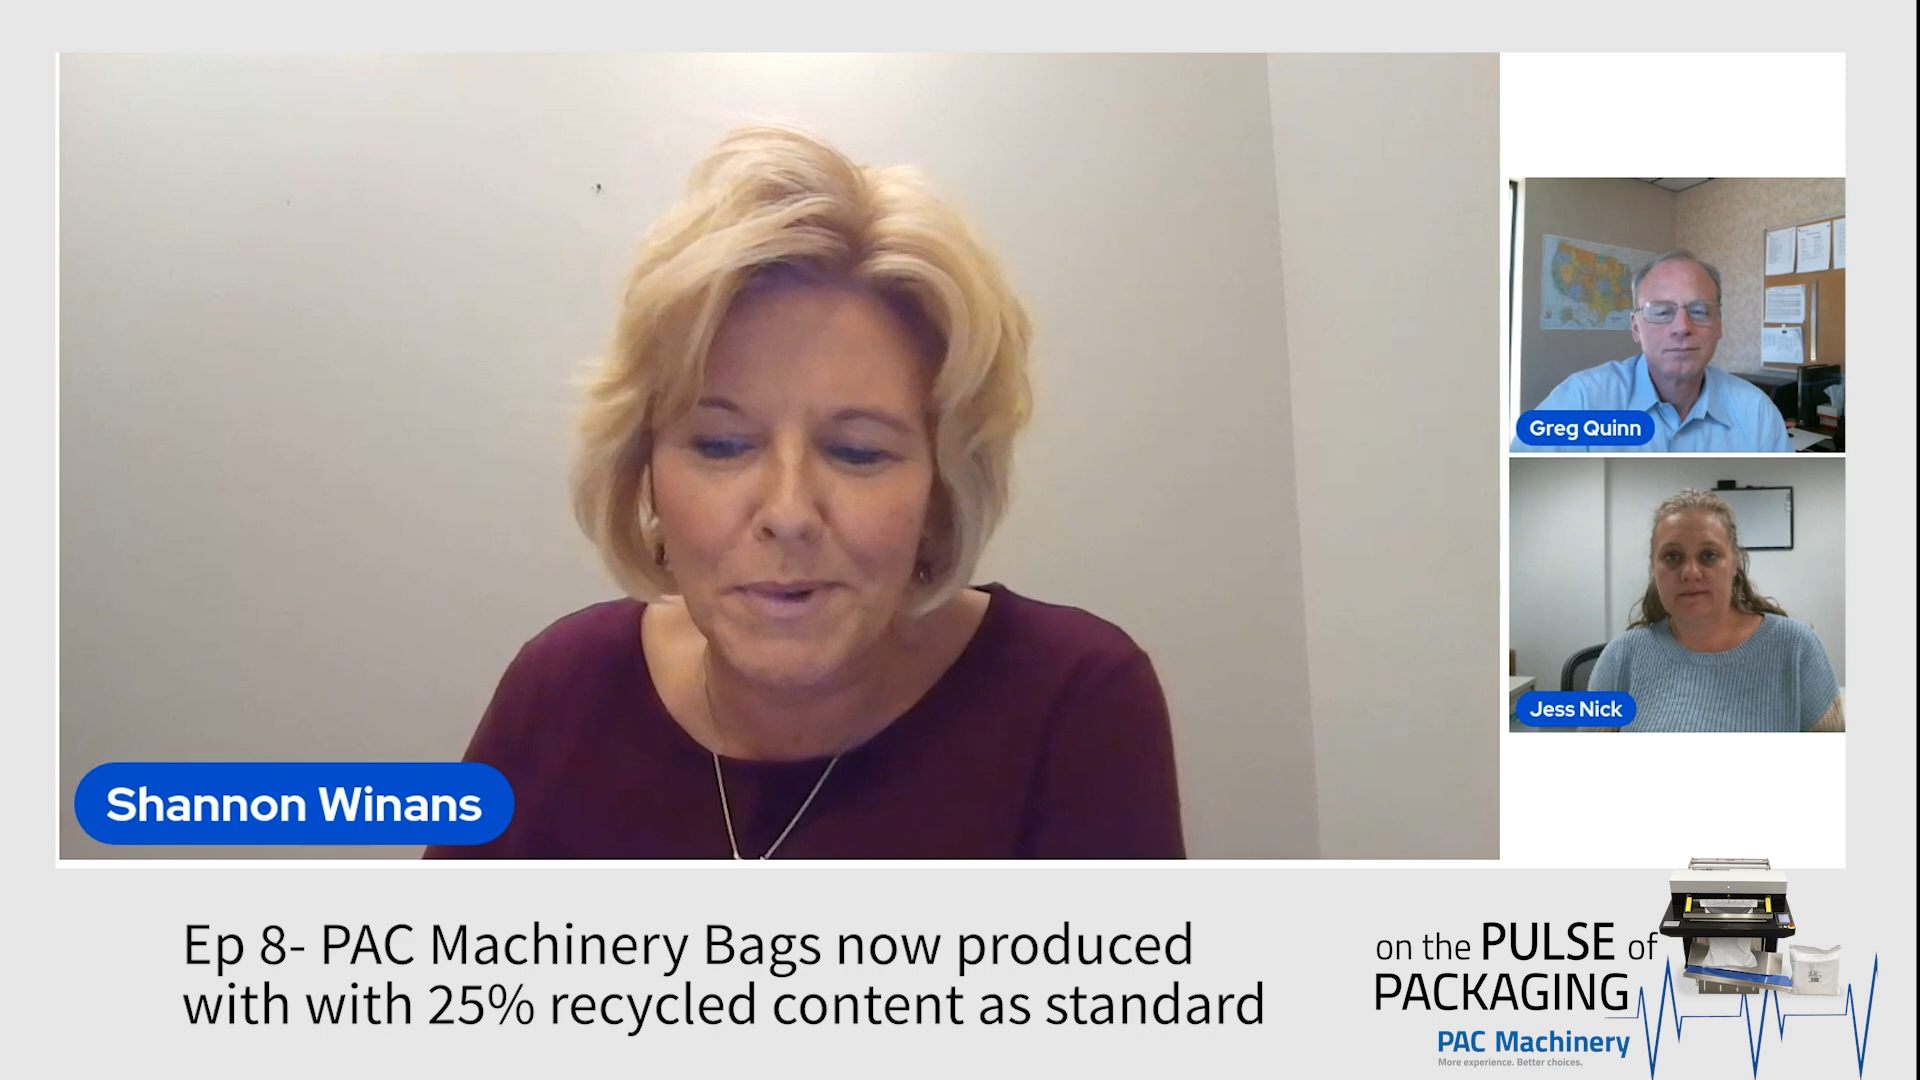 Greg Quinn
Jess Nick
Shannon Winans
Ep 8- PAC Machinery Bags now produced
with with 25% recycled content as standard
on the PULSE of
PACKAGING
PAC Machinery
More experience. Better choices.